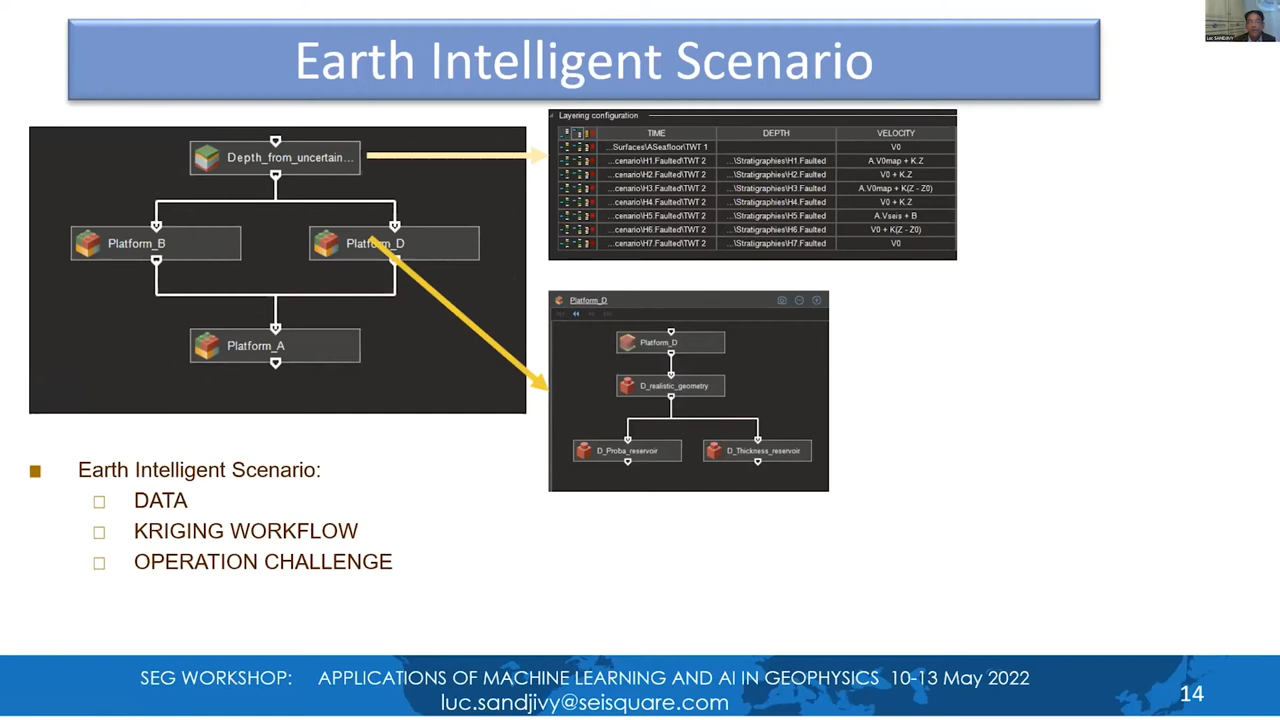 Earth Intelligent Scenario
Luc SANDJIVY
Depth_from_uncertain...
Platform_B
Platform_D
Platform_A
Layering configuration
TIME DEPTH VELOCITY
...Surfaces\ASeafloor\TWT 1 V0
...cenario\H1.Faulted\TWT 2 ...\Stratigraphies\H1.Faulted A.V0map + K.Z
...cenario\H2.Faulted\TWT 2 ...\Stratigraphies\H2.Faulted V0 + K.Z
...cenario\H3.Faulted\TWT 2 ...\Stratigraphies\H3.Faulted A.V0map + K(Z - Z0)
...cenario\H4.Faulted\TWT 2 ...\Stratigraphies\H4.Faulted V0 + K.Z
...cenario\H5.Faulted\TWT 2 ...\Stratigraphies\H5.Faulted A.Vseis + B
...cenario\H6.Faulted\TWT 2 ...\Stratigraphies\H6.Faulted V0 + K(Z - Z0)
...cenario\H7.Faulted\TWT 2 ...\Stratigraphies\H7.Faulted V0
Platform_D
Platform_D
D_realistic_geometry
D_Proba_reservoir
D_Thickness_reservoir
Earth Intelligent Scenario:
DATA
KRIGING WORKFLOW
OPERATION CHALLENGE
SEG WORKSHOP: APPLICATIONS OF MACHINE LEARNING AND AI IN GEOPHYSICS 10-13 May 2022
luc.sandjivy@seisquare.com
14